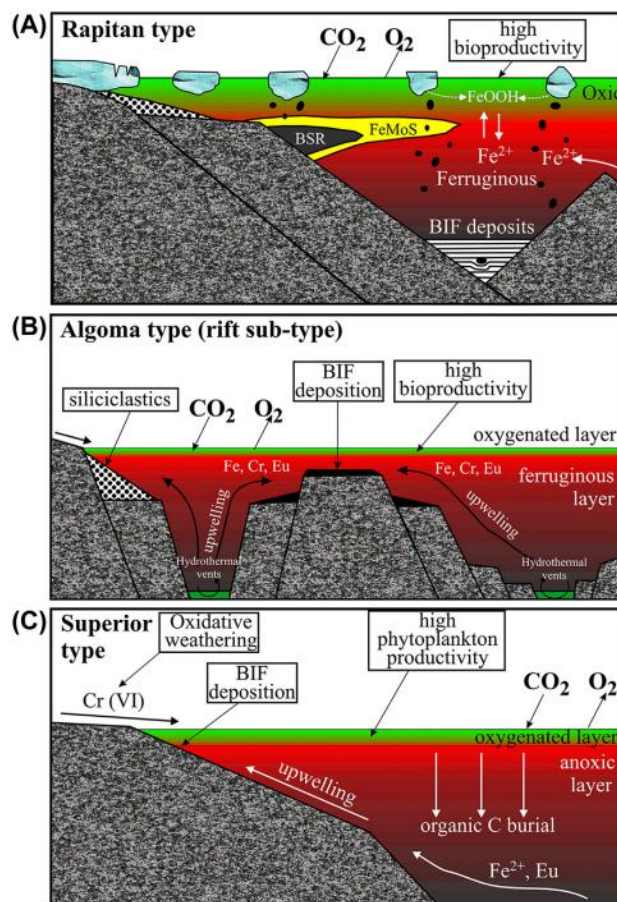 (A) Rapitan type
CO2 O2
high
bioproductivity
Oxic
FeOOH
FeMoS
BSR
Fe2+ Fe2+
Ferruginous
BIF deposits
(B) Algoma type (rift sub-type)
siliciclastics
CO2 O2
BIF
deposition
high
bioproductivity
oxygenated layer
Fe, Cr, Eu
Fe, Cr, Eu
ferruginous
layer
upwelling
upwelling
Hydrothermal
vents
Hydrothermal
vents
(C) Superior
type
Oxidative
weathering
Cr (VI)
BIF
deposition
high
phytoplankton
productivity
CO2 O2
oxygenated layer
anoxic
layer
upwelling
organic C burial
Fe2+, Eu